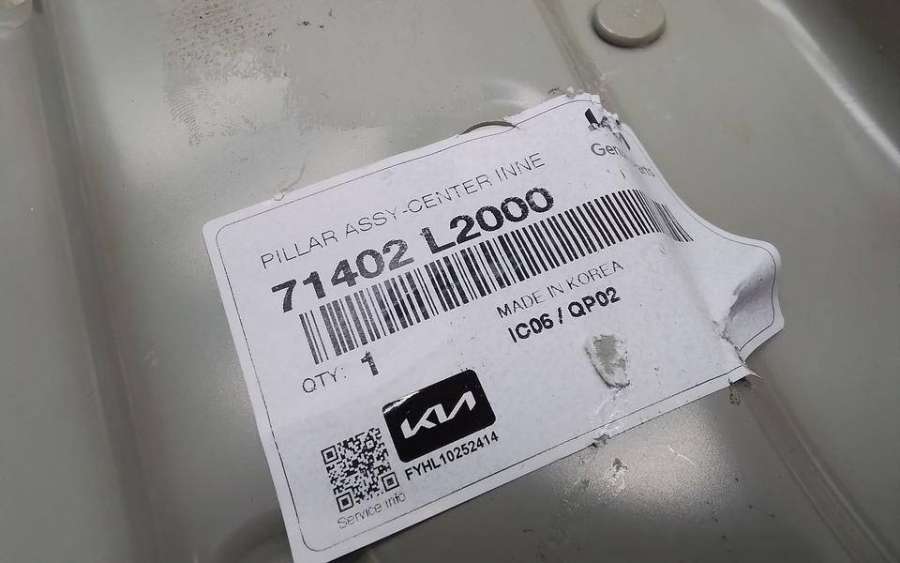 PILLAR ASSY-CENTER INNE
71402 L2000
MADE IN KOREA
IC06 / QP02
QTY: 1
KIA
FYHL10252414
Service info